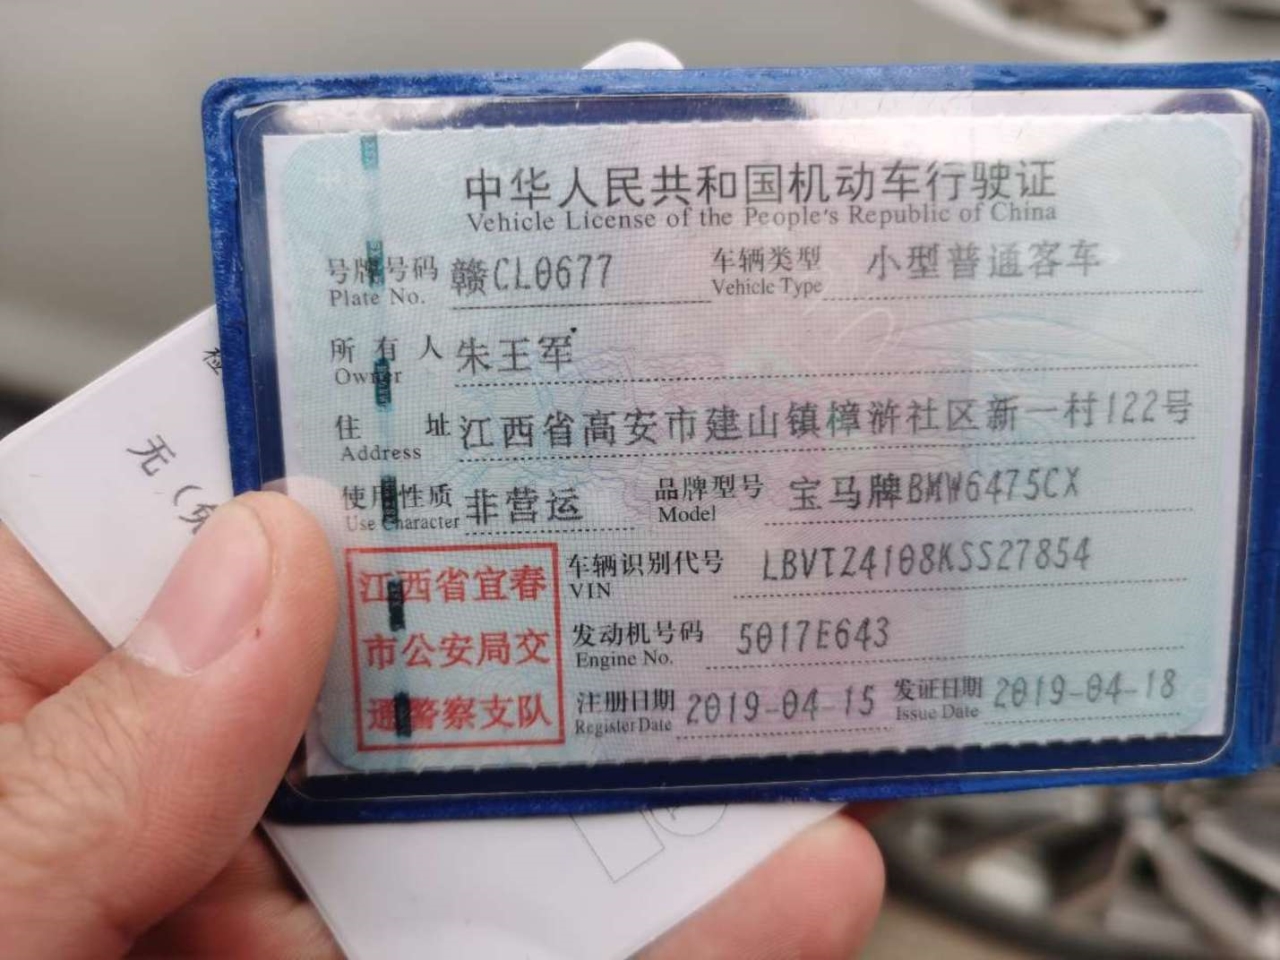 中华人民共和国机动车行驶证
Vehicle License of the People's Republic of China
号牌号码 赣CL0677 车辆类型 小型普通客车
Plate No. Vehicle Type
所有人 朱王军
Owner
住址 江西省高安市建山镇樟浒社区新一村122号
Address
使用性质 非营运 品牌型号 宝马牌BMW6475CX
Use Character Model
江西省宜春
市公安局交
通警察支队
车辆识别代号 LBVTZ4108KSS27854
VIN
发动机号码 5017E643
Engine No.
注册日期 2019-04-15 发证日期 2019-04-18
Register Date Issue Date
检
无（